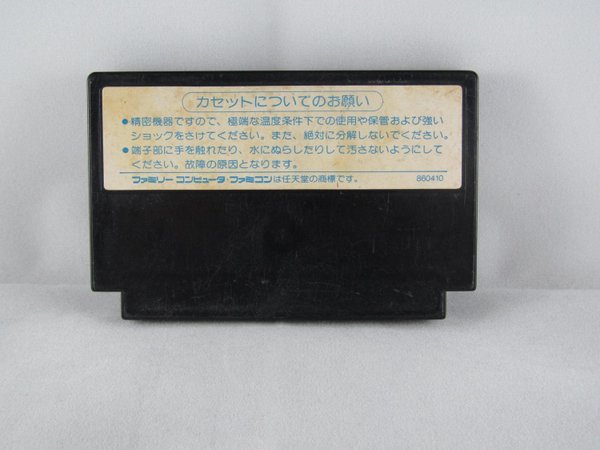 カセットについてのお願い
●精密機器ですので、極端な温度条件下での使用や保管および強い
ショックをさけてください。また、絶対に分解しないでください。
●端子部に手を触れたり、水にぬらしたりして汚さないようにして
ください。故障の原因となります。
ファミリーコンピュータ・ファミコンは任天堂の商標です。 860410